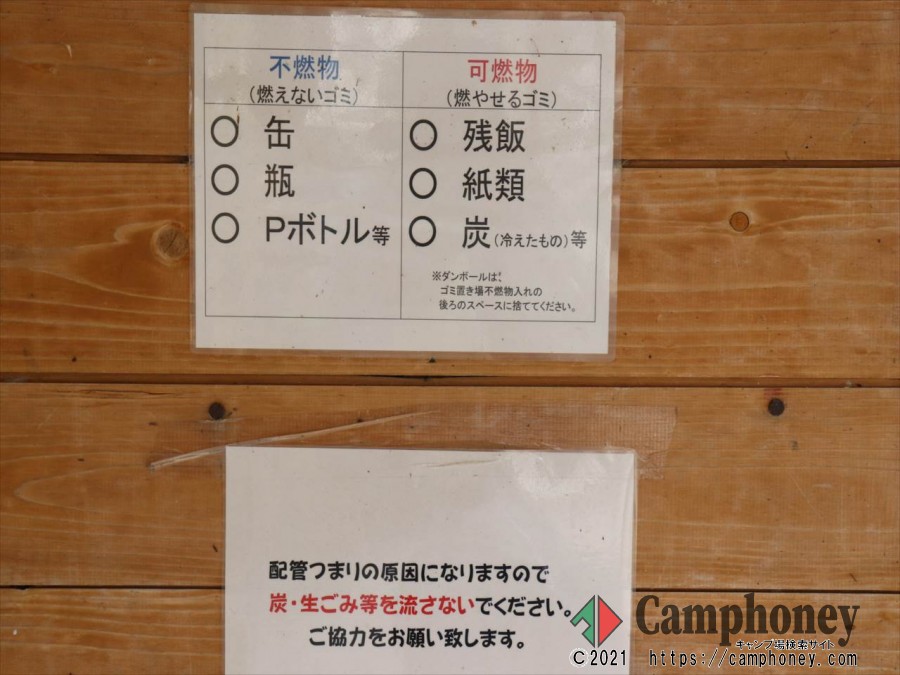 不燃物
(燃えないゴミ)
〇 缶
〇 瓶
〇 Pボトル等
可燃物
(燃やせるゴミ)
〇 残飯
〇 紙類
〇 炭(冷えたもの)等
※ダンボールは、
ゴミ置き場不燃物入れの
後ろのスペースに捨ててください。
配管つまりの原因になりますので
炭・生ごみ等を流さないでください。
ご協力をお願い致します。
Camphoney
キャンプ場検索サイト
©2021 https://camphoney.com